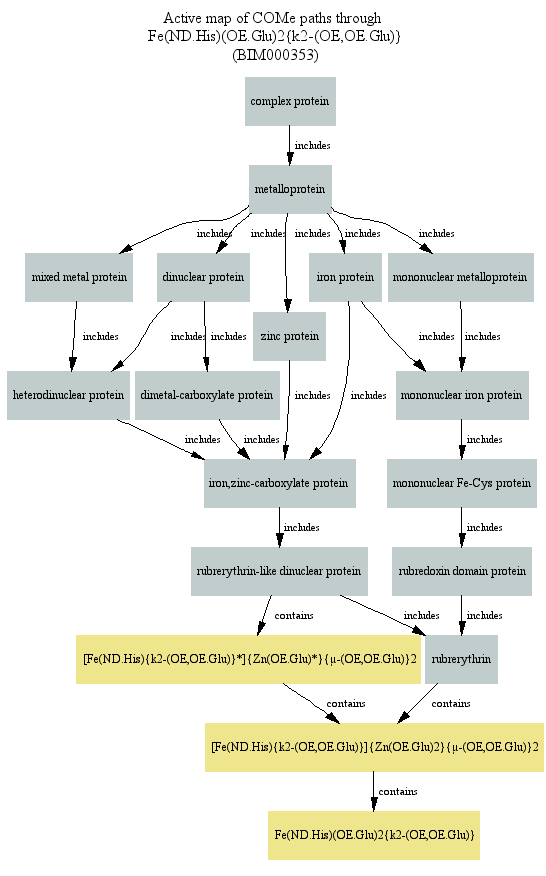 Active map of COMe paths through
Fe(ND.His)(OE.Glu)2{k2-(OE,OE.Glu)}
(BIM000353)
complex protein
includes
metalloprotein
includes includes includes includes includes
mixed metal protein dinuclear protein iron protein mononuclear metalloprotein
zinc protein
includes includes includes includes includes
heterodinuclear protein dimetal-carboxylate protein mononuclear iron protein
includes includes
includes includes includes
iron,zinc-carboxylate protein mononuclear Fe-Cys protein
includes includes
rubrerythrin-like dinuclear protein rubredoxin domain protein
contains includes includes
[Fe(ND.His){k2-(OE,OE.Glu)}*]{Zn(OE.Glu)*}{μ-(OE,OE.Glu)}2 rubrerythrin
contains contains
[Fe(ND.His){k2-(OE,OE.Glu)}]{Zn(OE.Glu)2}{μ-(OE,OE.Glu)}2
contains
Fe(ND.His)(OE.Glu)2{k2-(OE,OE.Glu)}